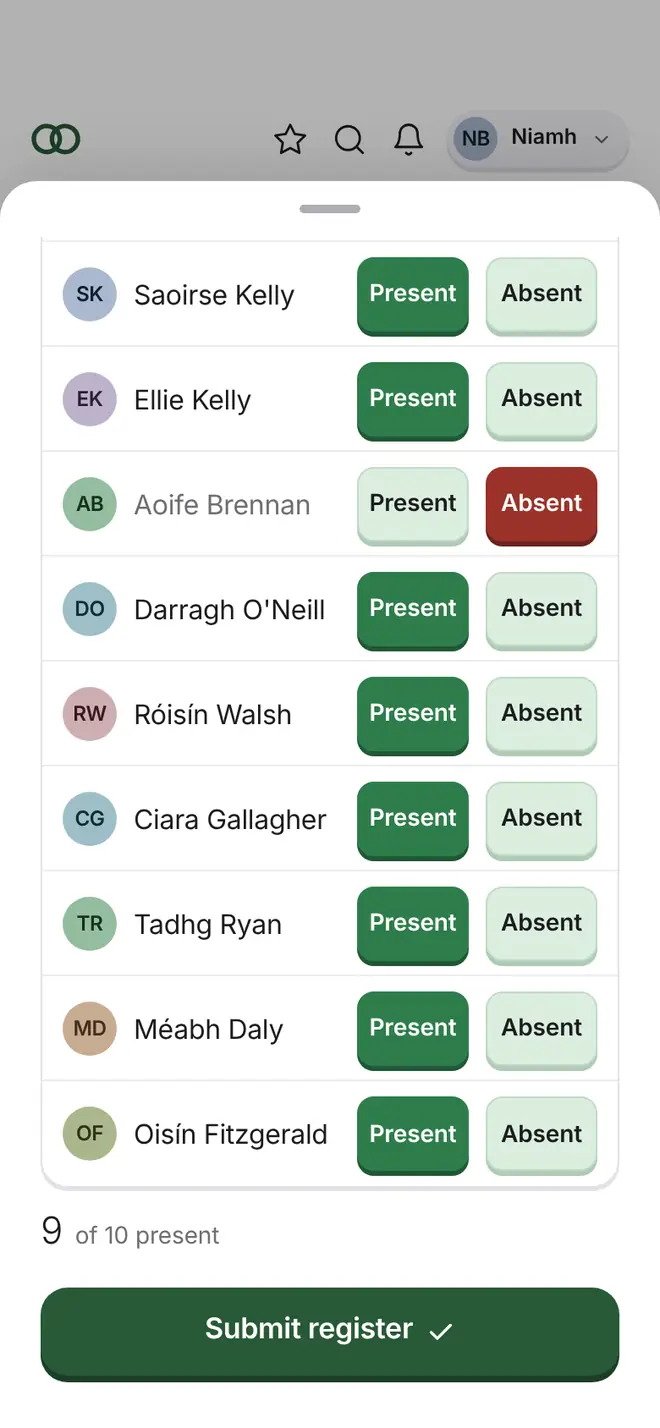 NB Niamh
SK Saoirse Kelly Present Absent
EK Ellie Kelly Present Absent
AB Aoife Brennan Present Absent
DO Darragh O'Neill Present Absent
RW Róisín Walsh Present Absent
CG Ciara Gallagher Present Absent
TR Tadhg Ryan Present Absent
MD Méabh Daly Present Absent
OF Oisín Fitzgerald Present Absent
9 of 10 present
Submit register